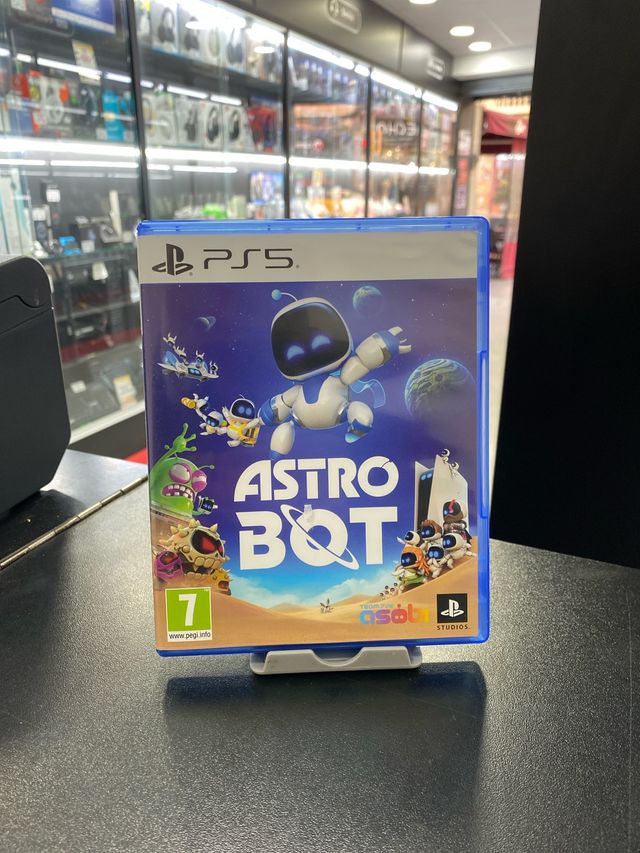 PS5
ASTRO
BOT
7
www.pegi.info
TEAM
asobi
STUDIOS